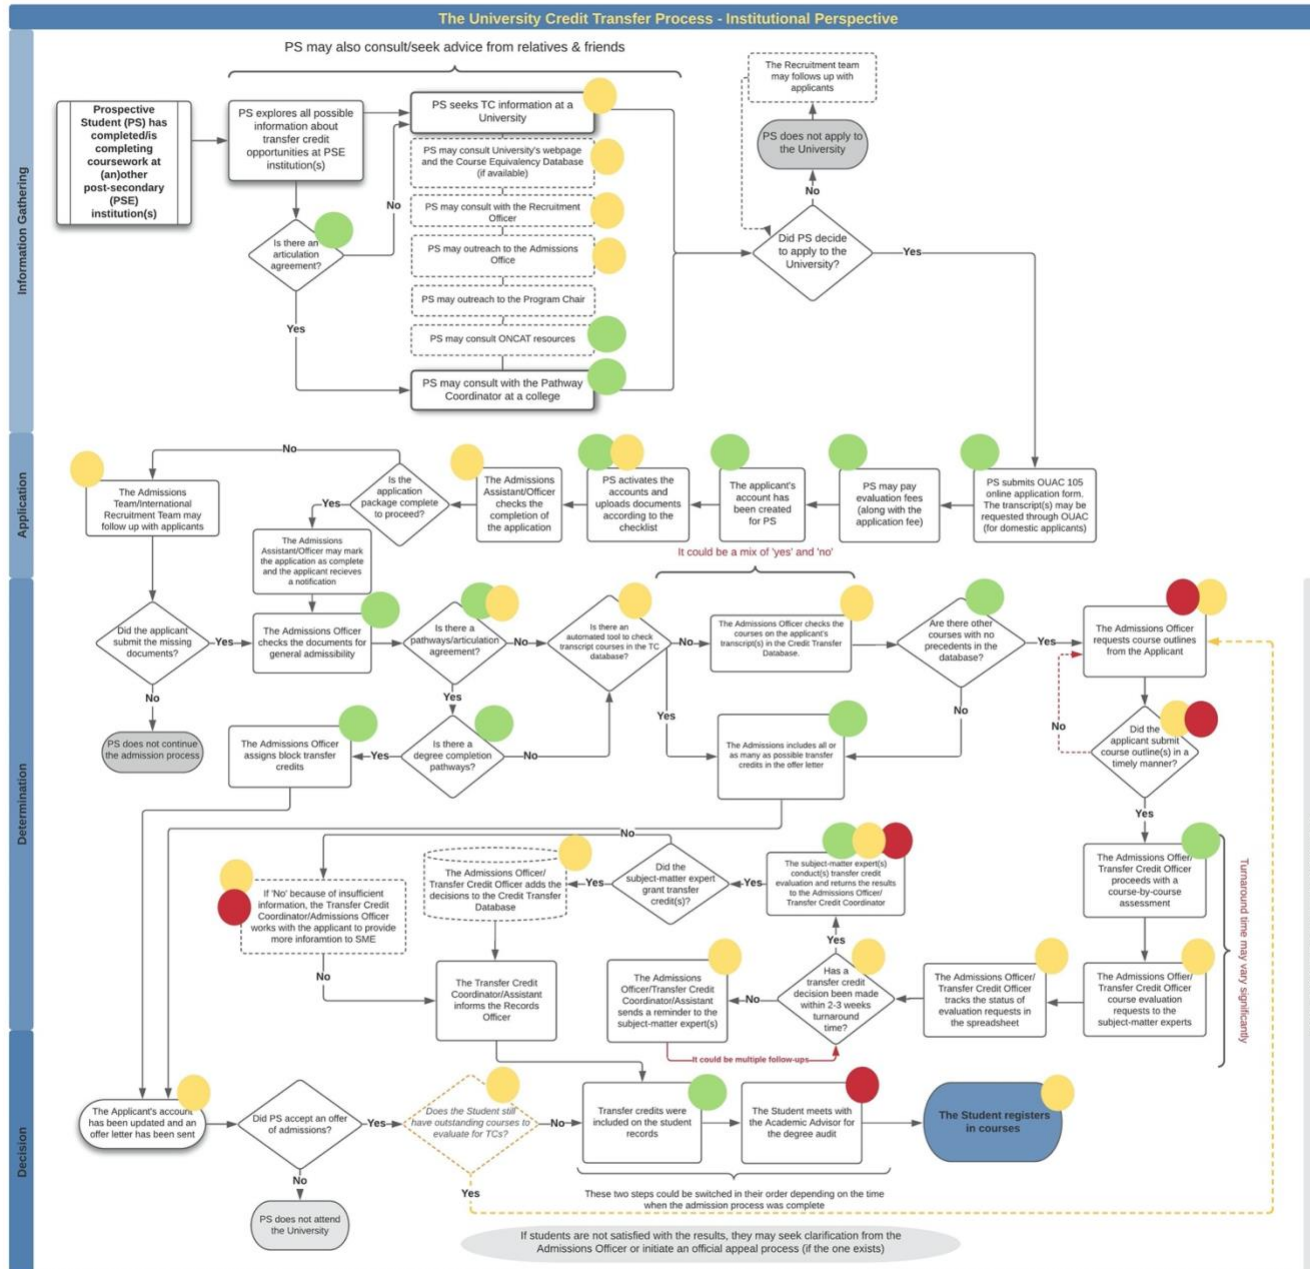 The University Credit Transfer Process - Institutional Perspective
Information Gathering
PS may also consult/seek advice from relatives & friends
Prospective
Student (PS) has
completed/is
completing
coursework at
(an)other
post-secondary
(PSE)
institution(s)
PS explores all possible
information about
transfer credit
opportunities at PSE
institution(s)
Is there an
articulation
agreement?
No
Yes
PS seeks TC information at a
University
PS may consult University's webpage
and the Course Equivalency Database
(if available)
PS may consult with the Recruitment
Officer
PS may outreach to the Admissions
Office
PS may outreach to the Program Chair
PS may consult ONCAT resources
PS may consult with the Pathway
Coordinator at a college
The Recruitment team
may follows up with
applicants
PS does not apply to
the University
No
Did PS decide
to apply to the
University?
Yes
Application
PS submits OUAC 105
online application form.
The transcript(s) may be
requested through OUAC
(for domestic applicants)
PS may pay
evaluation fees
(along with the
application fee)
The applicant's
account has
been created
for PS
PS activates the
accounts and
uploads documents
according to the
checklist
The Admissions
Assistant/Officer
checks the
completion of
the application
Is the
application
package complete
to proceed?
No
Yes
The Admissions
Team/International
Recruitment Team may
follow up with applicants
The Admissions
Assistant/Officer may mark
the application as complete
and the applicant recieves
a notification
It could be a mix of 'yes' and 'no'
Determination
Did the applicant
submit the missing
documents?
Yes
No
PS does not continue
the admission process
The Admissions Officer
checks the documents for
general admissibility
Is there a
pathways/articulation
agreement?
No
Yes
Is there a
degree completion
pathways?
Yes
No
The Admissions Officer
assigns block transfer
credits
Is there an
automated tool to check
transcript courses in the TC
database?
No
Yes
The Admissions Officer checks the
courses on the applicant's
transcript(s) in the Credit Transfer
Database.
Are there other
courses with no
precedents in the
database?
Yes
No
The Admissions includes all or
as many as possible transfer
credits in the offer letter
The Admissions Officer
requests course outlines
from the Applicant
Did the
applicant submit
course outline(s) in a
timely manner?
No
Yes
The Admissions Offier/
Transfer Credit Officer
proceeds with a
course-by-course
assessment
Turnaround time may vary significantly
The Admissions Offier/
Transfer Credit Officer
course evaluation
requests to the
subject-matter experts
The Admissions Officer/
Transfer Credit Officer
tracks the status of
evaluation requests in
the spreadsheet
Has a
transfer credit
decision been made
within 2-3 weeks
turnaround
time?
No
Yes
The Admissions
Officer/Transfer Credit
Coordinator/Assistant
sends a reminder to the
subject-matter expert(s)
It could be multiple follow-ups
The subject-matter expert(s)
conduct(s) transfer credit
evaluation and returns the results
to the Admissions Officer/
Transfer Credit Coordinator
Yes
Did the
subject-matter expert
grant transfer
credit(s)?
No
Yes
The Admissions Officer/
Transfer Credit Officer adds the
decisions to the Credit Transfer
Database
If 'No' because of insufficient
information, the Transfer Credit
Coordinator/Admissions Officer
works with the applicant to provide
more inforamtion to SME
No
The Transfer Credit
Coordinator/Assistant
informs the Records
Officer
Decision
The Applicant's account
has been updated and an
offer letter has been sent
Did PS accept an offer
of admissions?
Yes
No
PS does not attend
the University
Does the Student still
have outstanding courses to
evaluate for TCs?
No
Yes
Transfer credits were
included on the student
records
The Student meets with
the Academic Advisor for
the degree audit
The Student registers
in courses
These two steps could be switched in their order depending on the time
when the admission process was complete
If students are not satisfied with the results, they may seek clarification from the
Admissions Officer or initiate an official appeal process (if the one exists)